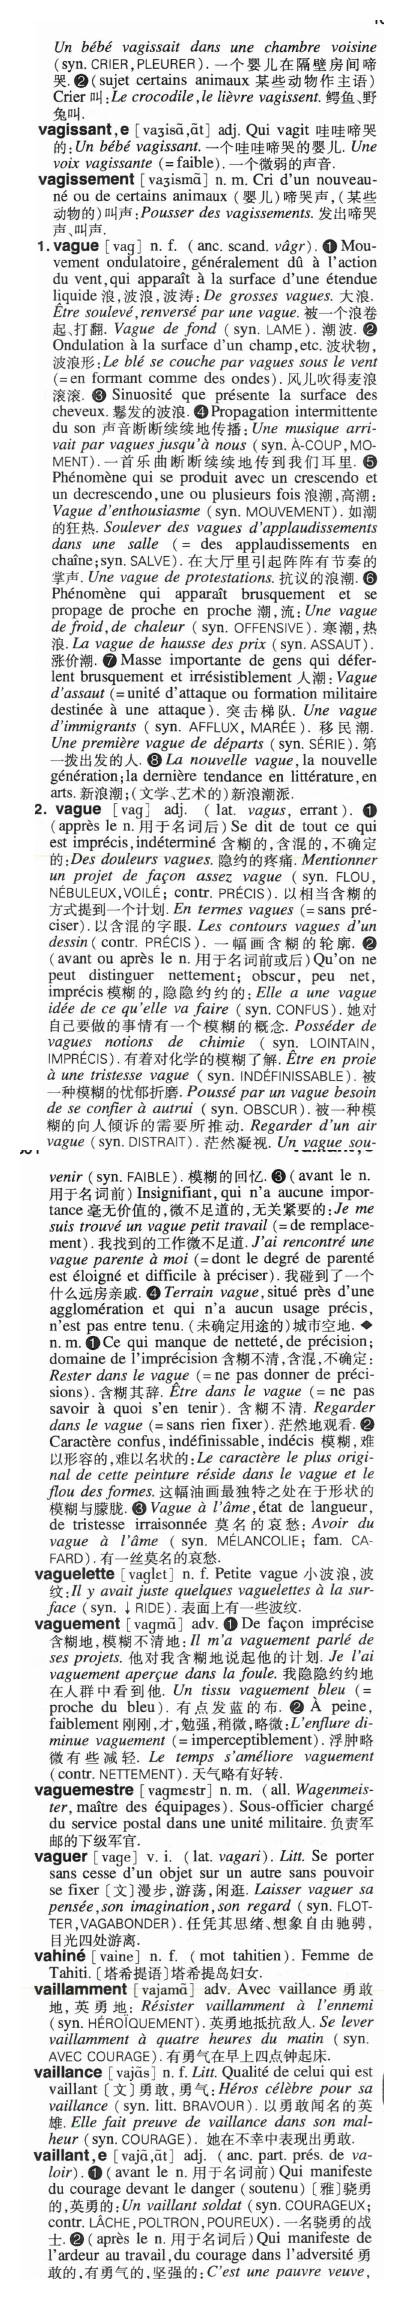 Un bébé vagissait dans une chambre voisine
(syn. CRIER, PLEURER). 一个婴儿在隔壁房间啼
哭. ❷ (sujet certains animaux 某些动物作主语)
Crier 叫: Le crocodile, le lièvre vagissent. 鳄鱼、野
兔叫.
vagissant, e [vaʒisɑ̃, ɑ̃t] adj. Qui vagit 哇哇啼哭
的: Un bébé vagissant. 一个哇哇啼哭的婴儿. Une
voix vagissante (= faible). 一个微弱的声音.
vagissement [vaʒismɑ̃] n. m. Cri d'un nouveau-
né ou de certains animaux (婴儿)啼哭声, (某些
动物的)叫声: Pousser des vagissements. 发出啼哭
声、叫声.
1. vague [vag] n. f. (anc. scand. vâgr). ❶ Mou-
vement ondulatoire, généralement dû à l'action
du vent, qui apparaît à la surface d'une étendue
liquide 浪, 波浪, 波涛: De grosses vagues. 大浪.
Être soulevé, renversé par une vague. 被一个浪卷
起、打翻. Vague de fond (syn. LAME). 潮波. ❷
Ondulation à la surface d'un champ, etc. 波状物,
波浪形: Le blé se couche par vagues sous le vent
(= en formant comme des ondes). 风儿吹得麦浪
滚滚. ❸ Sinuosité que présente la surface des
cheveux. 鬈发的波浪. ❹ Propagation intermittente
du son 声音断断续续地传播: Une musique arri-
vait par vagues jusqu'à nous (syn. À-COUP, MO-
MENT). 一首乐曲断断续续地传到我们耳里. ❺
Phénomène qui se produit avec un crescendo et
un decrescendo, une ou plusieurs fois 浪潮, 高潮:
Vague d'enthousiasme (syn. MOUVEMENT). 如潮
的狂热. Soulever des vagues d'applaudissements
dans une salle (= des applaudissements en
chaîne; syn. SALVE). 在大厅里引起阵阵有节奏的
掌声. Une vague de protestations. 抗议的浪潮. ❻
Phénomène qui apparaît brusquement et se
propage de proche en proche 潮, 流: Une vague
de froid, de chaleur (syn. OFFENSIVE). 寒潮, 热
浪. La vague de hausse des prix (syn. ASSAUT).
涨价潮. ❼ Masse importante de gens qui défer-
lent brusquement et irrésistiblement 人潮: Vague
d'assaut (= unité d'attaque ou formation militaire
destinée à une attaque). 突击梯队. Une vague
d'immigrants (syn. AFFLUX, MARÉE). 移民潮.
Une première vague de départs (syn. SÉRIE). 第
一拨出发的人. ❽ La nouvelle vague, la nouvelle
génération; la dernière tendance en littérature, en
arts. 新浪潮; (文学、艺术的)新浪潮派.
2. vague [vag] adj. (lat. vagus, errant). ❶
(apprès le n. 用于名词后) Se dit de tout ce qui
est imprécis, indéterminé 含糊的, 含混的, 不确定
的: Des douleurs vagues. 隐约的疼痛. Mentionner
un projet de façon assez vague (syn. FLOU,
NÉBULEUX, VOILÉ; contr. PRÉCIS). 以相当含糊的
方式提到一个计划. En termes vagues (= sans pré-
ciser). 以含混的字眼. Les contours vagues d'un
dessin (contr. PRÉCIS). 一幅画含糊的轮廓. ❷
(avant ou après le n. 用于名词前或后) Qu'on ne
peut distinguer nettement; obscur, peu net,
imprécis 模糊的, 隐隐约约的: Elle a une vague
idée de ce qu'elle va faire (syn. CONFUS). 她对
自己要做的事情有一个模糊的概念. Posséder de
vagues notions de chimie (syn. LOINTAIN,
IMPRÉCIS). 有着对化学的模糊了解. Être en proie
à une tristesse vague (syn. INDÉFINISSABLE). 被
一种模糊的忧郁折磨. Poussé par un vague besoin
de se confier à autrui (syn. OBSCUR). 被一种模
糊的向人倾诉的需要所推动. Regarder d'un air
vague (syn. DISTRAIT). 茫然凝视. Un vague sou-
venir (syn. FAIBLE). 模糊的回忆. ❸ (avant le n.
用于名词前) Insignifiant, qui n'a aucune impor-
tance 毫无价值的, 微不足道的, 无关紧要的: Je me
suis trouvé un vague petit travail (= de remplace-
ment). 我找到的工作微不足道. J'ai rencontré une
vague parente à moi (= dont le degré de parenté
est éloigné et difficile à préciser). 我碰到了一个
什么远房亲戚. ❹ Terrain vague, situé près d'une
agglomération et qui n'a aucun usage précis,
n'est pas entre tenu. (未确定用途的)城市空地. ◆
n. m. ❶ Ce qui manque de netteté, de précision;
domaine de l'imprécision 含糊不清, 含混, 不确定:
Rester dans le vague (= ne pas donner de préci-
sions). 含糊其辞. Être dans le vague (= ne pas
savoir à quoi s'en tenir). 含糊不清. Regarder
dans le vague (= sans rien fixer). 茫然地观看. ❷
Caractère confus, indéfinissable, indécis 模糊, 难
以形容的, 难以名状的: Le caractère le plus origi-
nal de cette peinture réside dans le vague et le
flou des formes. 这幅油画最独特之处在于形状的
模糊与朦胧. ❸ Vague à l'âme, état de langueur,
de tristesse irraisonnée 莫名的哀愁: Avoir du
vague à l'âme (syn. MÉLANCOLIE; fam. CA-
FARD). 有一丝莫名的哀愁.
vaguelette [vaglɛt] n. f. Petite vague 小波浪, 波
纹: Il y avait juste quelques vaguelettes à la sur-
face (syn. ↓ RIDE). 表面上有一些波纹.
vaguement [vagmɑ̃] adv. ❶ De façon imprécise
含糊地, 模糊不清地: Il m'a vaguement parlé de
ses projets. 他对我含糊地说起他的计划. Je l'ai
vaguement aperçue dans la foule. 我隐隐约约地
在人群中看到他. Un tissu vaguement bleu (=
proche du bleu). 有点发蓝的布. ❷ À peine,
faiblement 刚刚, 才, 勉强, 稍微, 略微: L'enflure di-
minue vaguement (= imperceptiblement). 浮肿略
微有些减轻. Le temps s'améliore vaguement
(contr. NETTEMENT). 天气略有好转.
vaguemestre [vagmɛstr] n. m. (all. Wagenmeis-
ter, maître des équipages). Sous-officier chargé
du service postal dans une unité militaire. 负责军
邮的下级军官.
vaguer [vage] v. i. (lat. vagari). Litt. Se porter
sans cesse d'un objet sur un autre sans pouvoir
se fixer [文]漫步, 游荡, 闲逛. Laisser vaguer sa
pensée, son imagination, son regard (syn. FLOT-
TER, VAGABONDER). 任凭其思绪、想象自由驰骋,
目光四处游离.
vahiné [vaine] n. f. (mot tahitien). Femme de
Tahiti. [塔希提语]塔希提岛妇女.
vaillamment [vajamɑ̃] adv. Avec vaillance 勇敢
地, 英勇地: Résister vaillamment à l'ennemi
(syn. HÉROÏQUEMENT). 英勇地抵抗敌人. Se lever
vaillamment à quatre heures du matin (syn.
AVEC COURAGE). 有勇气在早上四点钟起床.
vaillance [vajɑ̃s] n. f. Litt. Qualité de celui qui est
vaillant [文]勇敢, 勇气: Héros célèbre pour sa
vaillance (syn. litt. BRAVOUR). 以勇敢闻名的英
雄. Elle fait preuve de vaillance dans son mal-
heur (syn. COURAGE). 她在不幸中表现出勇敢.
vaillant, e [vajɑ̃, ɑ̃t] adj. (anc. part. prés. de va-
loir). ❶ (avant le n. 用于名词前) Qui manifeste
du courage devant le danger (soutenu) [雅]骁勇
的, 英勇的: Un vaillant soldat (syn. COURAGEUX;
contr. LÂCHE, POLTRON, POUREUX). 一名骁勇的战
士. ❷ (après le n. 用于名词后) Qui manifeste de
l'ardeur au travail, du courage dans l'adversité 勇
敢的, 有勇气的, 坚强的: C'est une pauvre veuve,